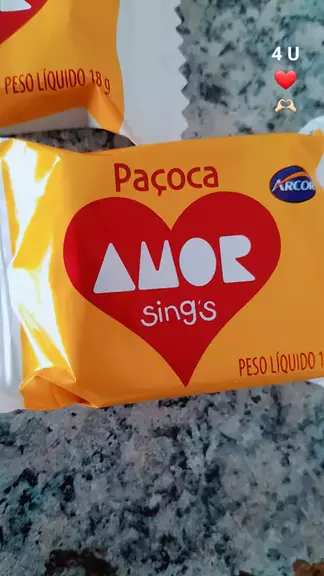 4 U
PESO LÍQUIDO 18 g
Paçoca
ARCOR
AMOR
sing's
PESO LÍQUIDO 1